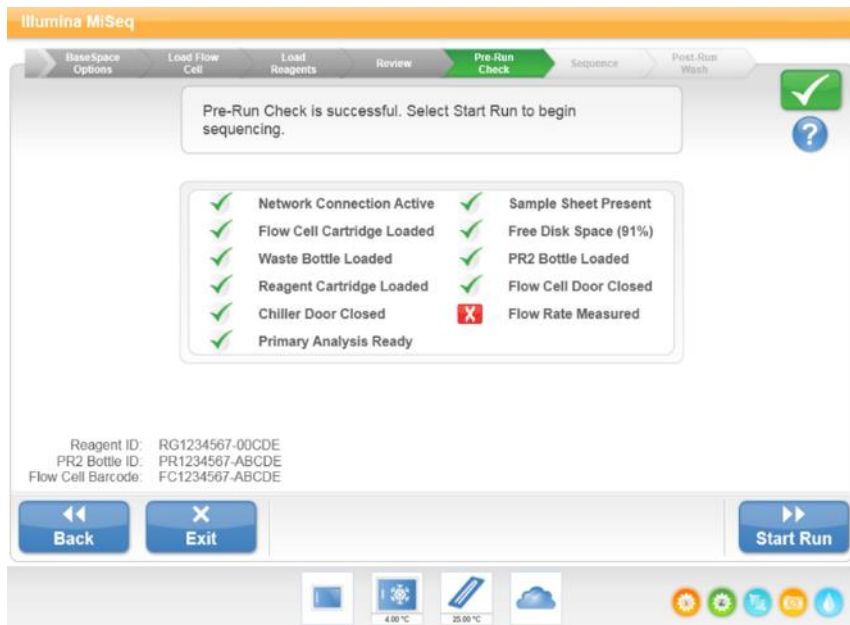 Illumina MiSeq
BaseSpace
Options
Load Flow
Cell
Load
Reagents
Review
Pre-Run
Check
Sequence
Post-Run
Wash
Pre-Run Check is successful. Select Start Run to begin
sequencing.
?
Network Connection Active
Flow Cell Cartridge Loaded
Waste Bottle Loaded
Reagent Cartridge Loaded
Chiller Door Closed
Primary Analysis Ready
Sample Sheet Present
Free Disk Space (91%)
PR2 Bottle Loaded
Flow Cell Door Closed
X Flow Rate Measured
Reagent ID: RG1234567-00CDE
PR2 Bottle ID: PR1234567-ABCDE
Flow Cell Barcode: FC1234567-ABCDE
Back
Exit
Start Run
4.00 °C
25.00 °C